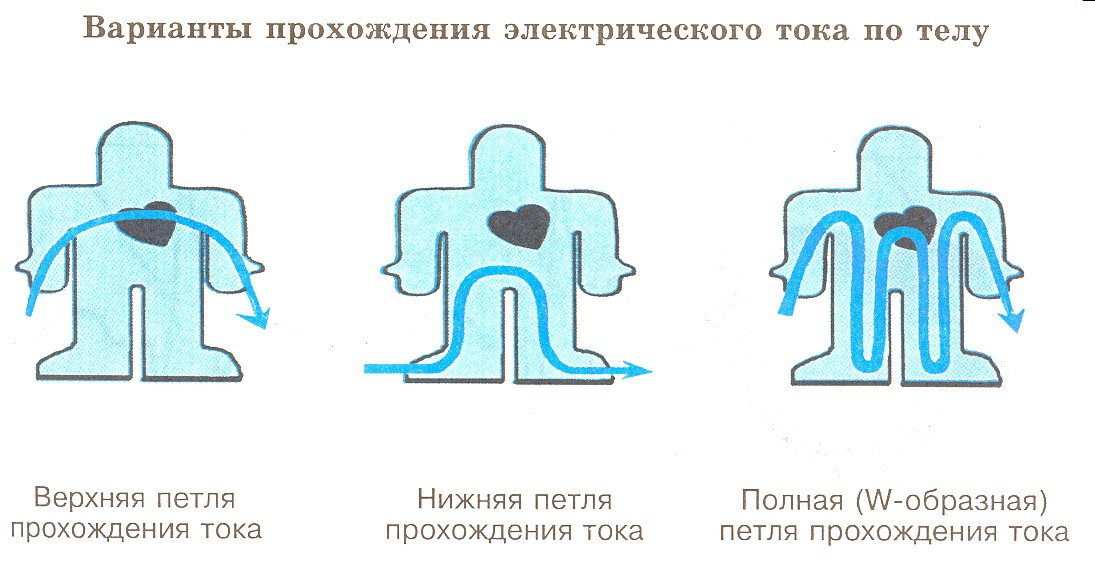 Варианты прохождения электрического тока по телу
Верхняя петля
прохождения тока
Нижняя петля
прохождения тока
Полная (W-образная)
петля прохождения тока